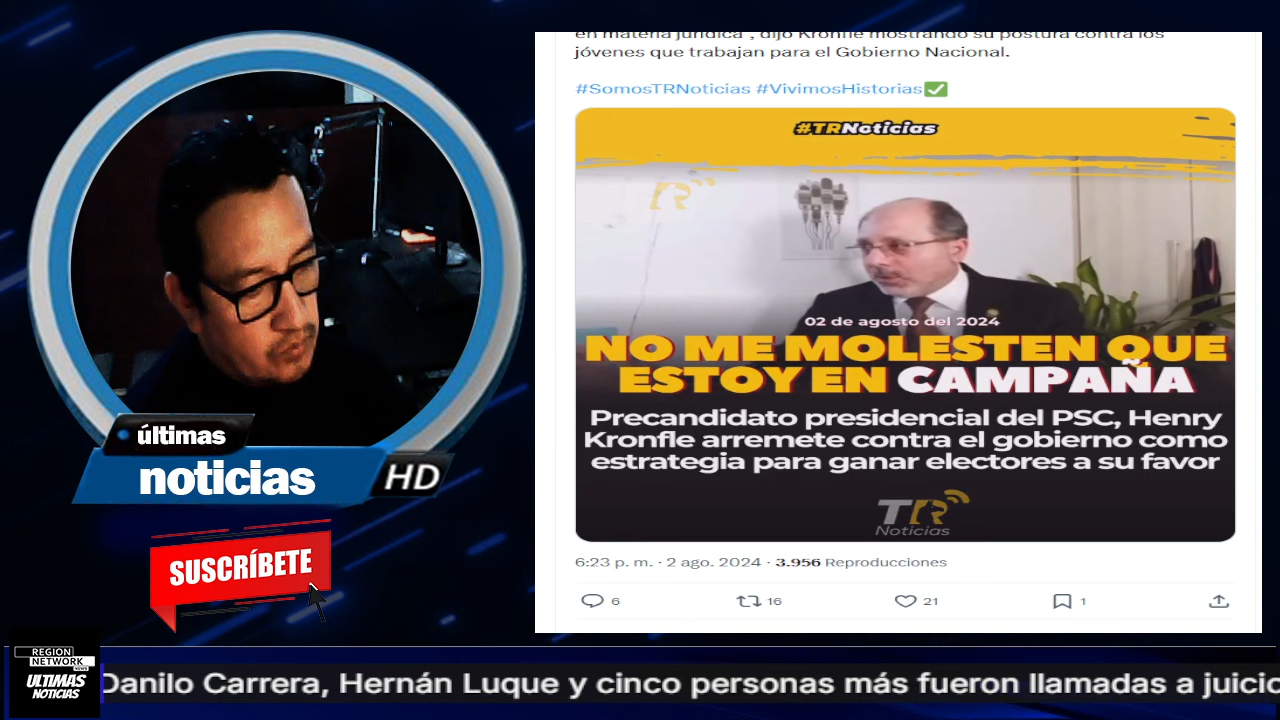 en materia jurídica", dijo Kronfle mostrando su postura contra los
jóvenes que trabajan para el Gobierno Nacional.
#SomosTRNoticias #VivimosHistorias
#TRNoticias
TR
02 de agosto del 2024
NO ME MOLESTEN QUE
ESTOY EN CAMPAÑA
Precandidato presidencial del PSC, Henry
Kronfle arremete contra el gobierno como
estrategia para ganar electores a su favor
TR
Noticias
6:23 p. m. · 2 ago. 2024 · 3.956 Reproducciones
6 16 21 1
últimas
noticias HD
SUSCRÍBETE
REGION
NETWORK
NEWS
ULTIMAS
NOTICIAS
Danilo Carrera, Hernán Luque y cinco personas más fueron llamadas a juicio